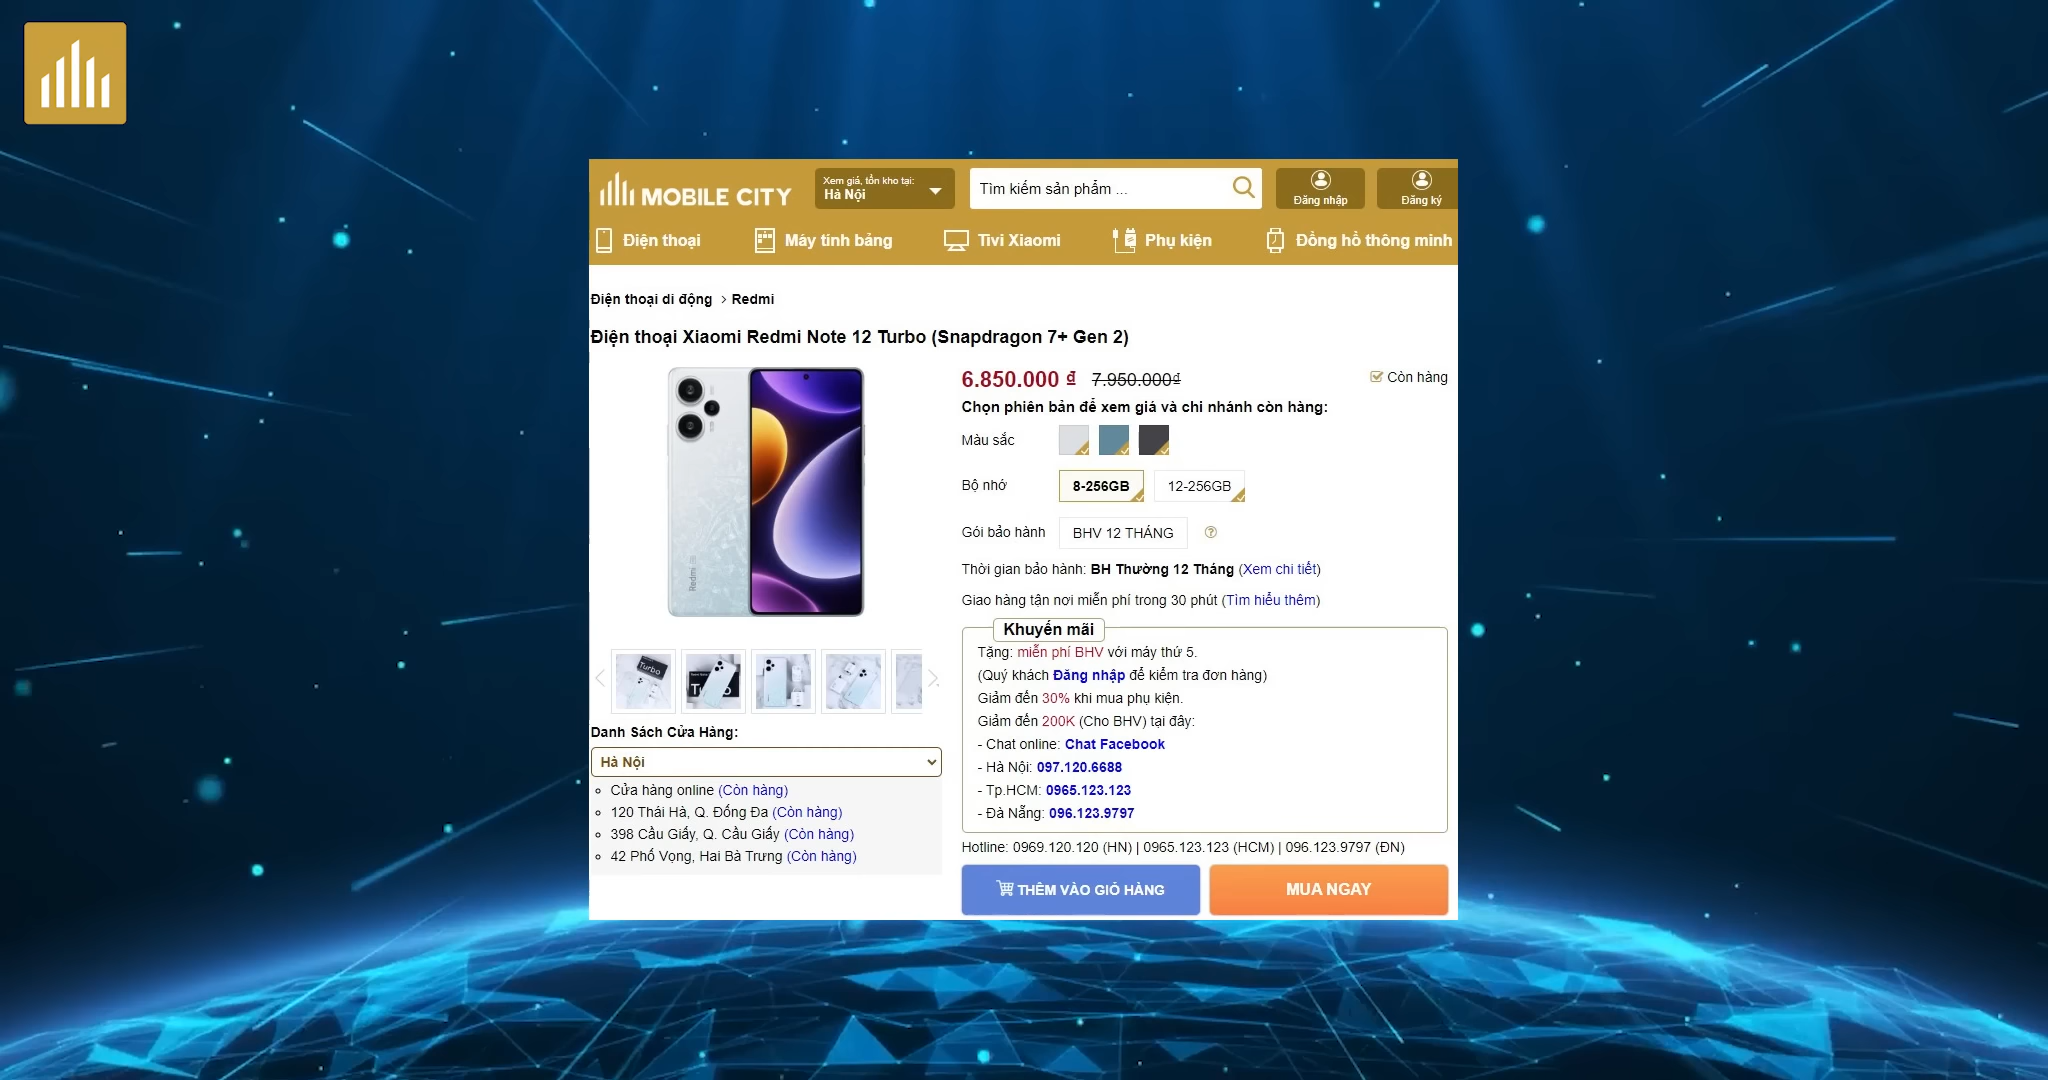 MOBILE CITY
Xem giá, tồn kho tại:
Hà Nội
Tìm kiếm sản phẩm ...
Đăng nhập
Đăng ký
Điện thoại
Máy tính bảng
Tivi Xiaomi
Phụ kiện
Đồng hồ thông minh
Điện thoại di động › Redmi
Điện thoại Xiaomi Redmi Note 12 Turbo (Snapdragon 7+ Gen 2)
Redmi
Turbo
Danh Sách Cửa Hàng:
Hà Nội
Cửa hàng online (Còn hàng)
120 Thái Hà, Q. Đống Đa (Còn hàng)
398 Cầu Giấy, Q. Cầu Giấy (Còn hàng)
42 Phố Vọng, Hai Bà Trưng (Còn hàng)
6.850.000 ₫ 7.950.000₫
Còn hàng
Chọn phiên bản để xem giá và chi nhánh còn hàng:
Màu sắc
Bộ nhớ 8-256GB 12-256GB
Gói bảo hành BHV 12 THÁNG ?
Thời gian bảo hành: BH Thường 12 Tháng (Xem chi tiết)
Giao hàng tận nơi miễn phí trong 30 phút (Tìm hiểu thêm)
Khuyến mãi
Tặng: miễn phí BHV với máy thứ 5.
(Quý khách Đăng nhập để kiểm tra đơn hàng)
Giảm đến 30% khi mua phụ kiện.
Giảm đến 200K (Cho BHV) tại đây:
- Chat online: Chat Facebook
- Hà Nội: 097.120.6688
- Tp.HCM: 0965.123.123
- Đà Nẵng: 096.123.9797
Hotline: 0969.120.120 (HN) | 0965.123.123 (HCM) | 096.123.9797 (ĐN)
THÊM VÀO GIỎ HÀNG
MUA NGAY